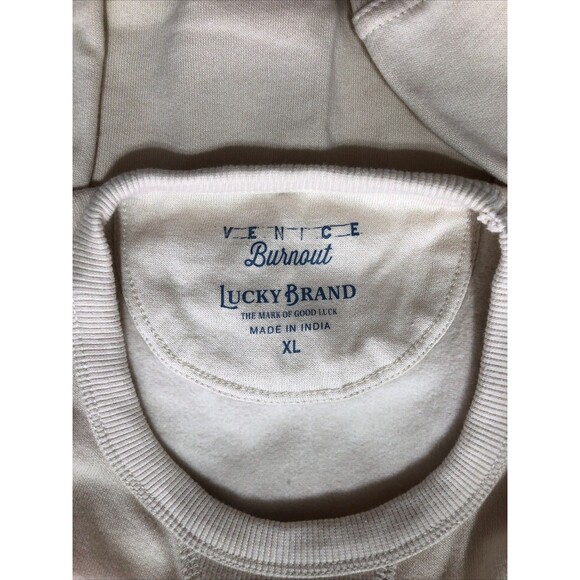 VENICE
Burnout
LUCKY BRAND
THE MARK OF GOOD LUCK
MADE IN INDIA
XL